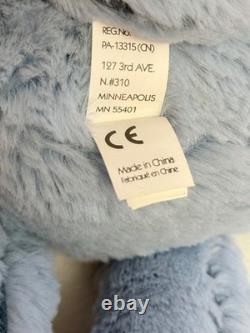 REG.No.
PA-13315 (CN)
127 3rd AVE.
N.#310
MINNEAPOLIS
MN 55401
CE
Made in China
Fabriqué en Chine
ebay